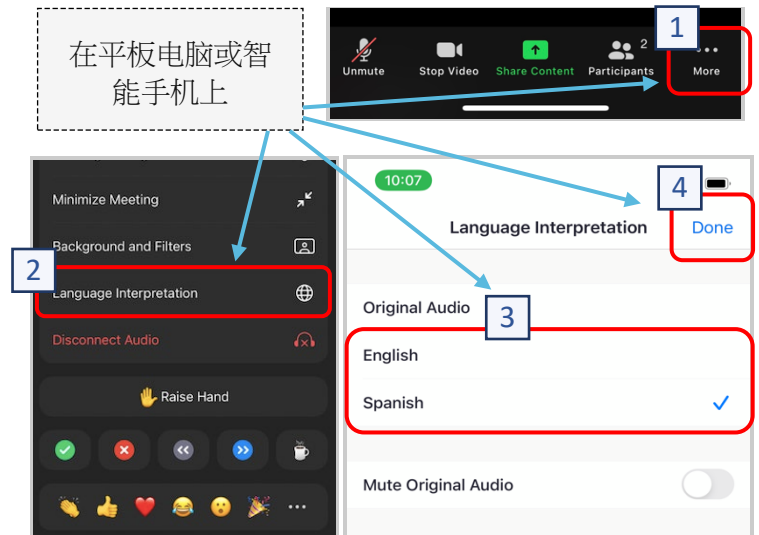 在平板电脑或智
能手机上
1
2
Unmute
Stop Video
Share Content
Participants
More
Minimize Meeting
Background and Filters
2
Language Interpretation
Disconnect Audio
Raise Hand
10:07
4
Language Interpretation
Done
Original Audio
3
English
Spanish
Mute Original Audio